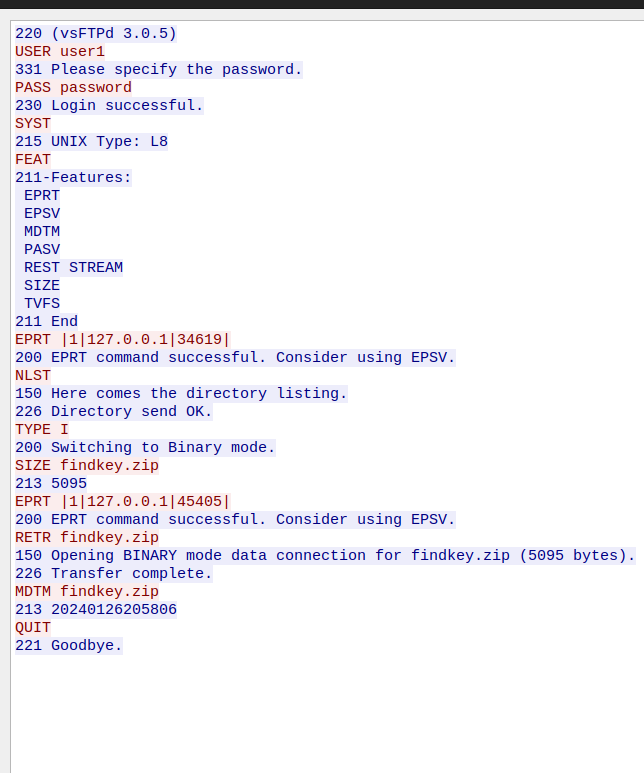 220 (vsFTPd 3.0.5)
USER user1
331 Please specify the password.
PASS password
230 Login successful.
SYST
215 UNIX Type: L8
FEAT
211-Features:
 EPRT
 EPSV
 MDTM
 PASV
 REST STREAM
 SIZE
 TVFS
211 End
EPRT |1|127.0.0.1|34619|
200 EPRT command successful. Consider using EPSV.
NLST
150 Here comes the directory listing.
226 Directory send OK.
TYPE I
200 Switching to Binary mode.
SIZE findkey.zip
213 5095
EPRT |1|127.0.0.1|45405|
200 EPRT command successful. Consider using EPSV.
RETR findkey.zip
150 Opening BINARY mode data connection for findkey.zip (5095 bytes).
226 Transfer complete.
MDTM findkey.zip
213 20240126205806
QUIT
221 Goodbye.